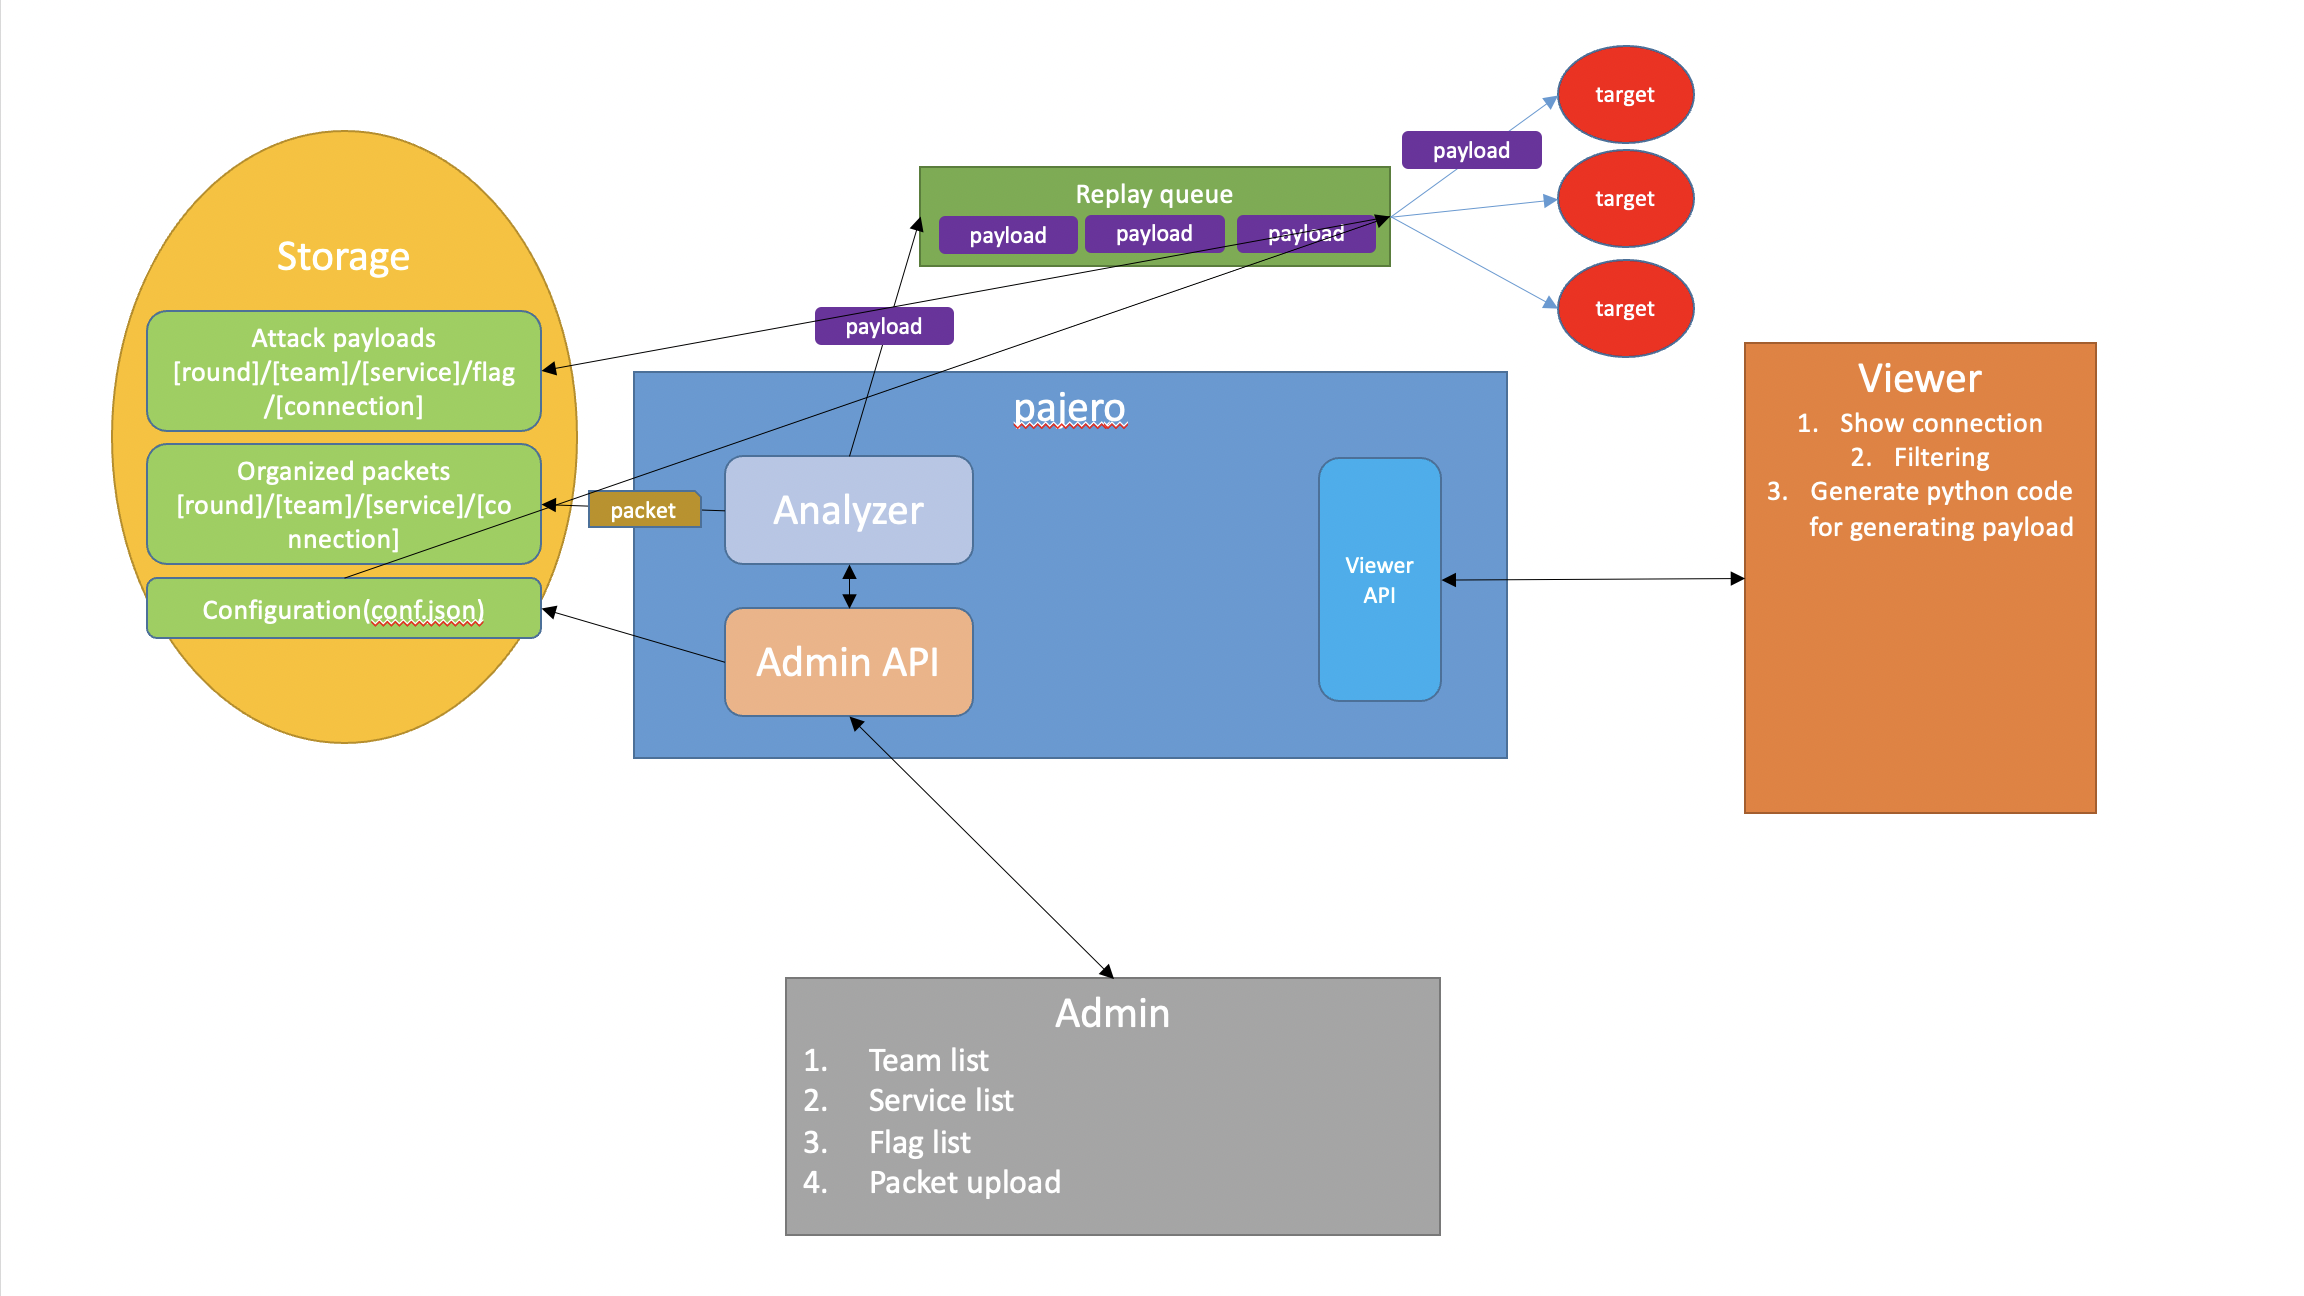 target
payload
target
Replay queue
payload
payload
payload
target
Storage
payload
Attack payloads
[round]/[team]/[service]/flag
/[connection]
Organized packets
[round]/[team]/[service]/[co
nnection]
Configuration(conf.json)
pajero
packet
Analyzer
Admin API
Viewer
API
Viewer
1. Show connection
2. Filtering
3. Generate python code
for generating payload
Admin
1. Team list
2. Service list
3. Flag list
4. Packet upload